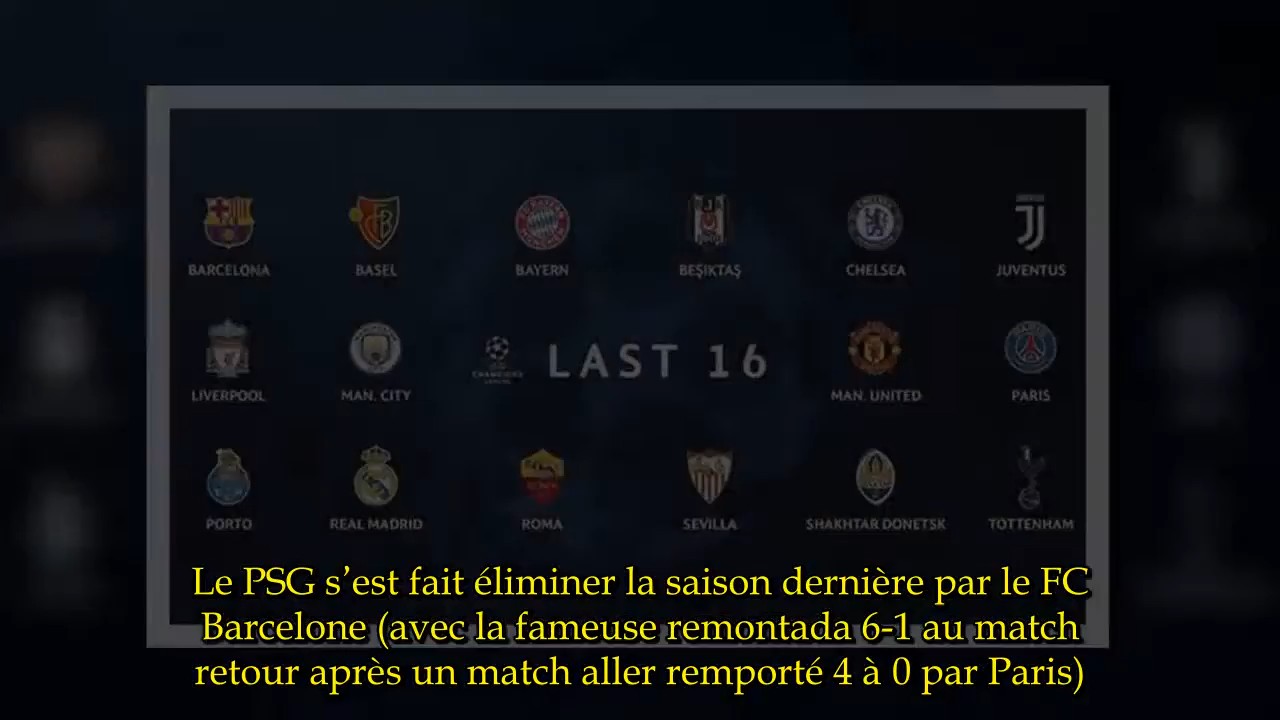 BARCELONA BASEL BAYERN BEŞİKTAŞ CHELSEA JUVENTUS
LIVERPOOL MAN. CITY LAST 16 MAN. UNITED PARIS
PORTO REAL MADRID ROMA SEVILLA SHAKHTAR DONETSK TOTTENHAM
Le PSG s’est fait éliminer la saison dernière par le FC
Barcelone (avec la fameuse remontada 6-1 au match
retour après un match aller remporté 4 à 0 par Paris)